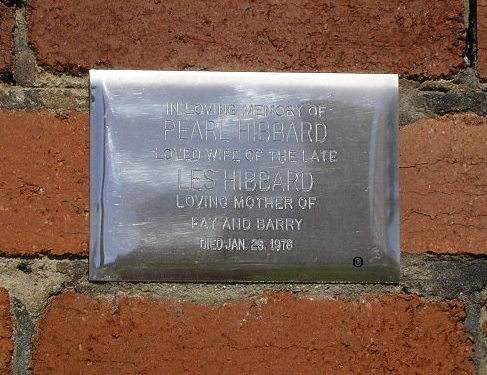 IN LOVING MEMORY OF
PEARL HIBBARD
LOVED WIFE OF THE LATE
LES HIBBARD
LOVING MOTHER OF
FAY AND BARRY
DIED JAN. 26, 1978
©